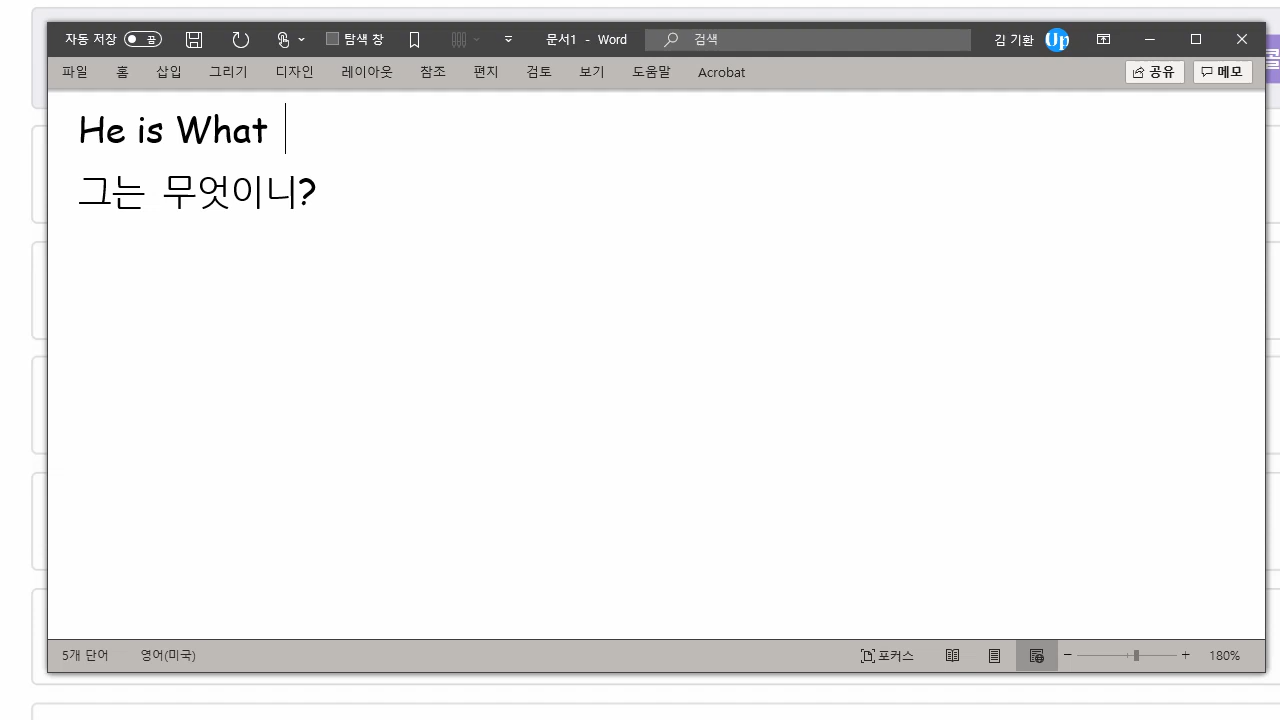 자동 저장 끔 탐색 창 문서1 - Word 검색 김 기환 Up
파일 홈 삽입 그리기 디자인 레이아웃 참조 편지 검토 보기 도움말 Acrobat 공유 메모
He is What
그는 무엇이니?
5개 단어 영어(미국) 포커스 180%